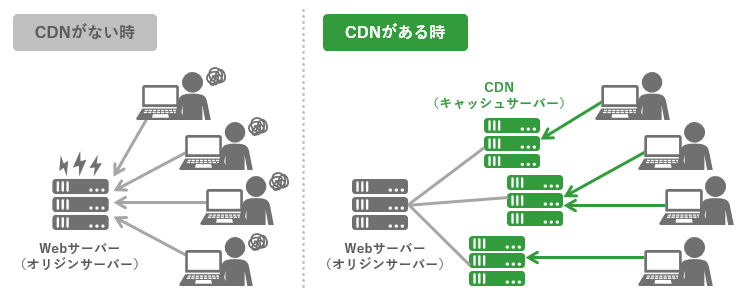 CDNがない時
Webサーバー
（オリジンサーバー）
CDNがある時
CDN
（キャッシュサーバー）
Webサーバー
（オリジンサーバー）